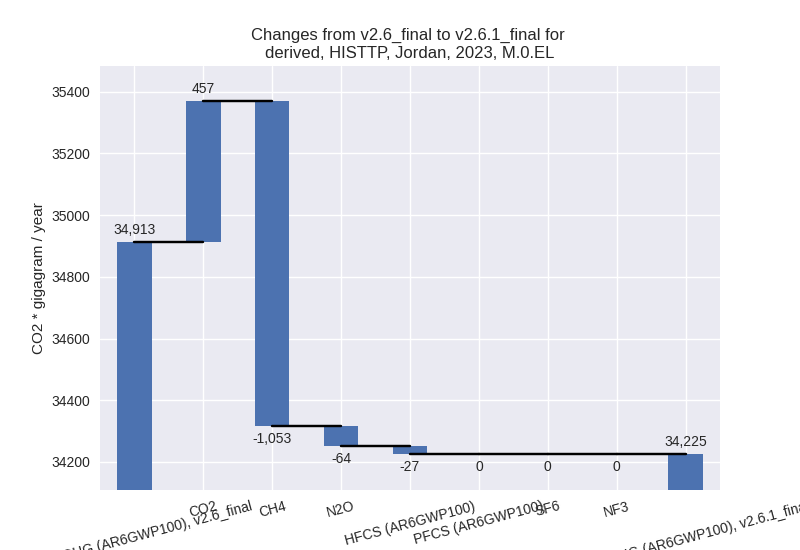 Changes from v2.6_final to v2.6.1_final for
derived, HISTTP, Jordan, 2023, M.0.EL
CO2 * gigagram / year
35400
35200
35000
34800
34600
34400
34200
34,913
457
-1,053
-64
-27
0
0
0
34,225
(AR6GWP100), v2.6_final
CO2
CH4
N2O
HFCS (AR6GWP100)
PFCS (AR6GWP100)
SF6
NF3
(AR6GWP100), v2.6.1_fina